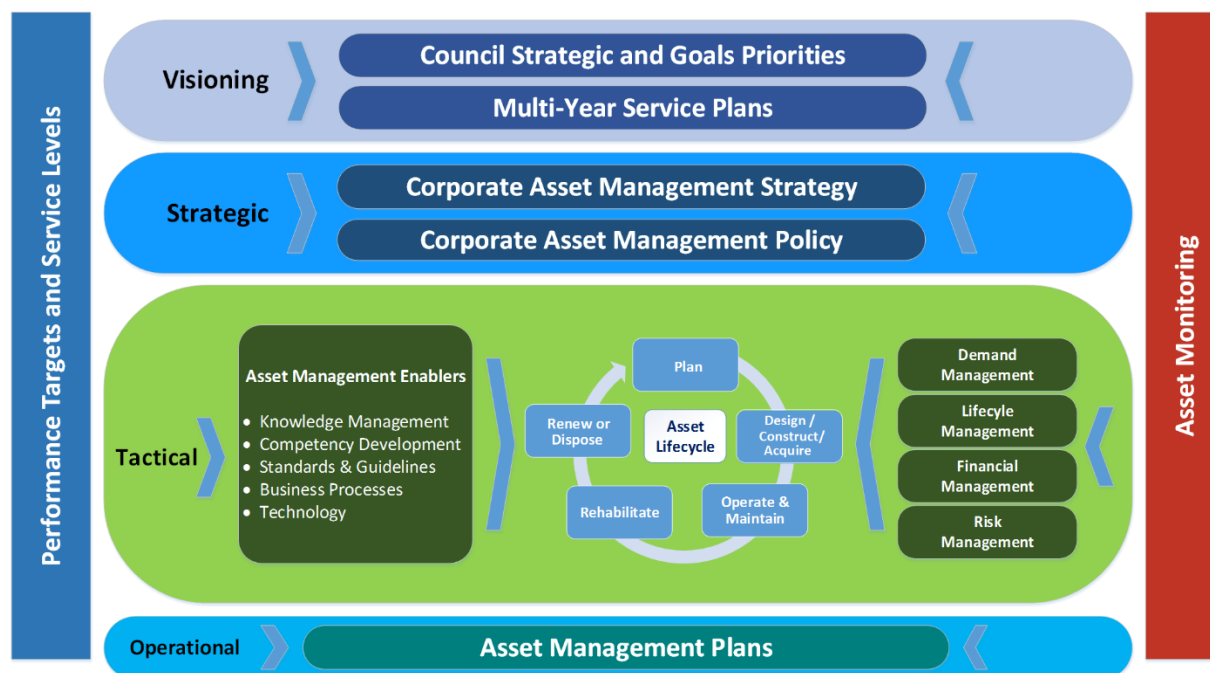 Performance Targets and Service Levels
Visioning
Council Strategic and Goals Priorities
Multi-Year Service Plans
Strategic
Corporate Asset Management Strategy
Corporate Asset Management Policy
Tactical
Asset Management Enablers
• Knowledge Management
• Competency Development
• Standards & Guidelines
• Business Processes
• Technology
Plan
Design /
Construct/
Acquire
Operate &
Maintain
Rehabilitate
Renew or
Dispose
Asset
Lifecycle
Demand
Management
Lifecyle
Management
Financial
Management
Risk
Management
Operational
Asset Management Plans
Asset Monitoring